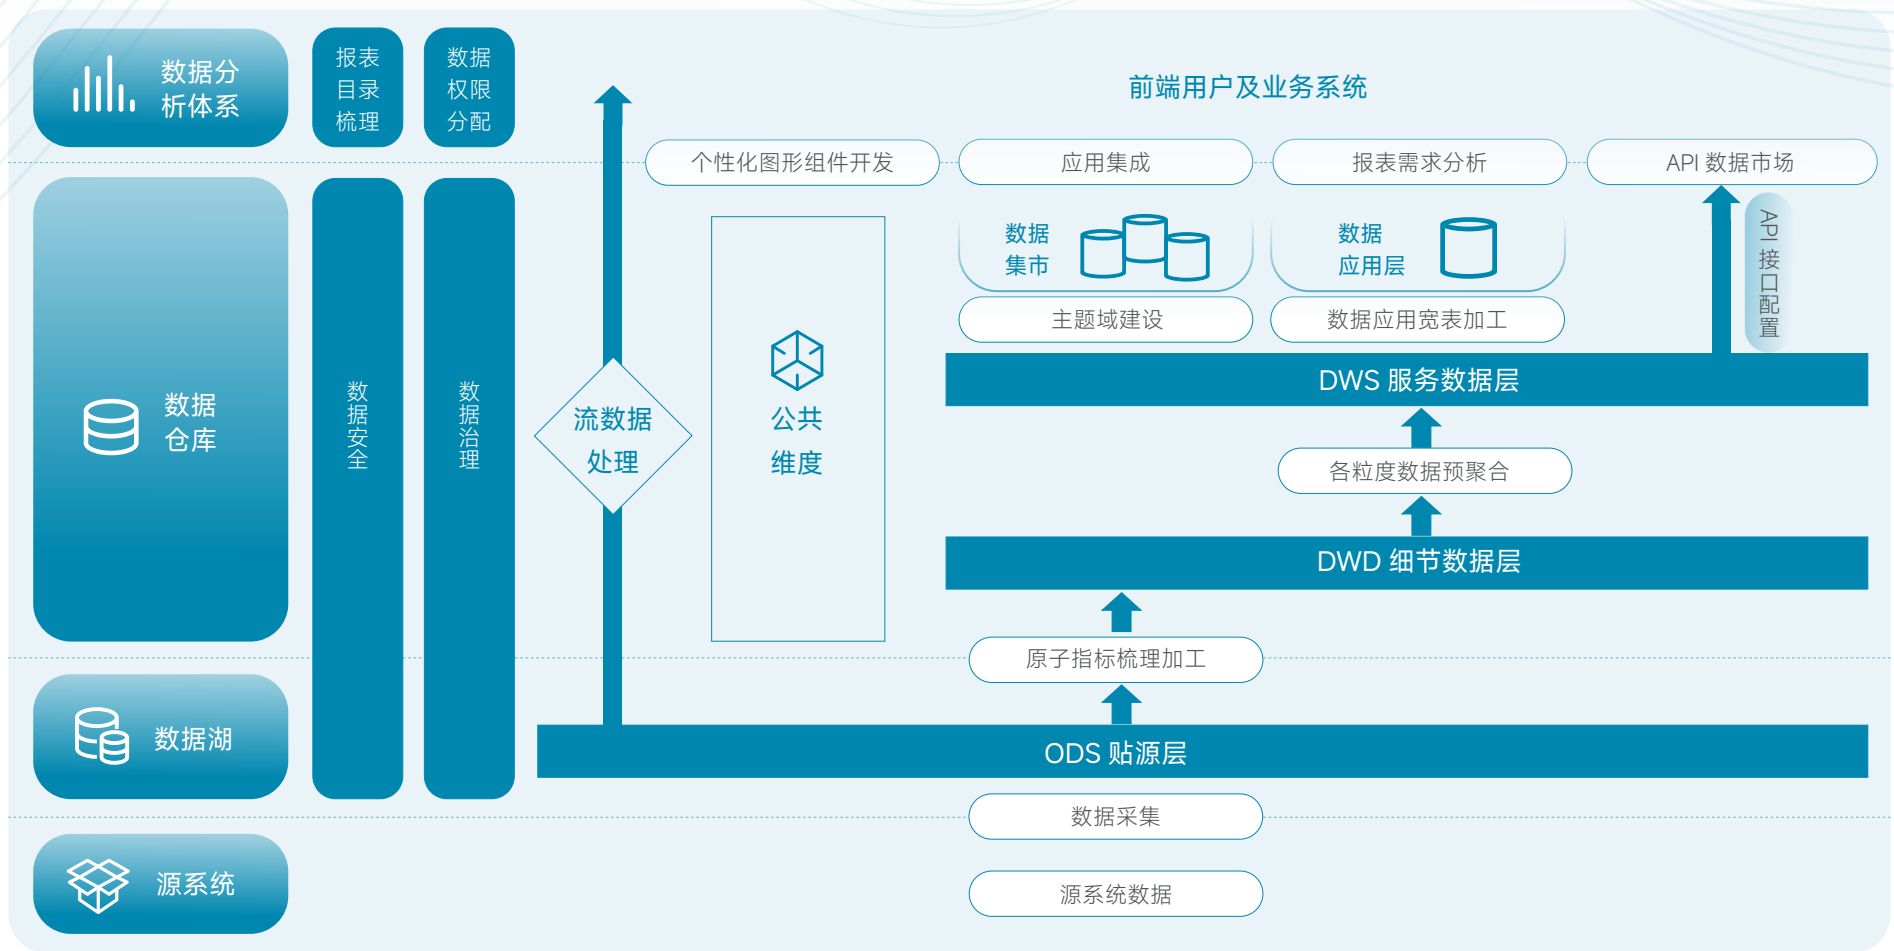 数据分
析体系
报表
目录
梳理
数据
权限
分配
前端用户及业务系统
个性化图形组件开发
应用集成
报表需求分析
API 数据市场
数据
集市
数据
应用层
API 接口配置
主题域建设
数据应用宽表加工
DWS 服务数据层
数据
仓库
数据安全
数据治理
流数据
处理
公共
维度
各粒度数据预聚合
DWD 细节数据层
原子指标梳理加工
数据湖
ODS 贴源层
数据采集
源系统
源系统数据